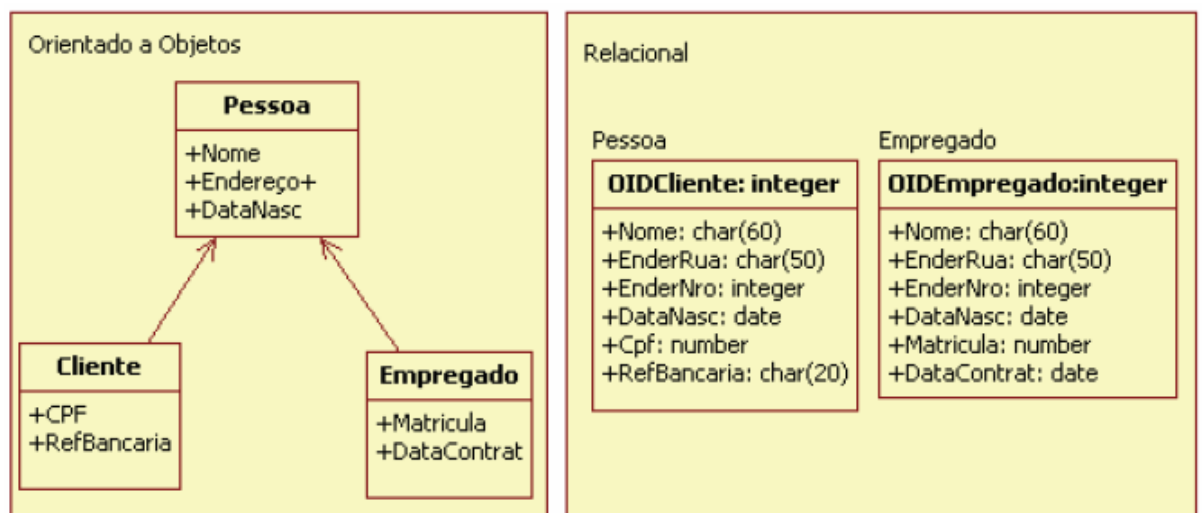 Orientado a Objetos
Pessoa
+Nome
+Endereço+
+DataNasc
Cliente
+CPF
+RefBancaria
Empregado
+Matricula
+DataContrat
Relacional
Pessoa
OIDCliente: integer
+Nome: char(60)
+EnderRua: char(50)
+EnderNro: integer
+DataNasc: date
+Cpf: number
+RefBancaria: char(20)
Empregado
OIDEmpregado:integer
+Nome: char(60)
+EnderRua: char(50)
+EnderNro: integer
+DataNasc: date
+Matricula: number
+DataContrat: date